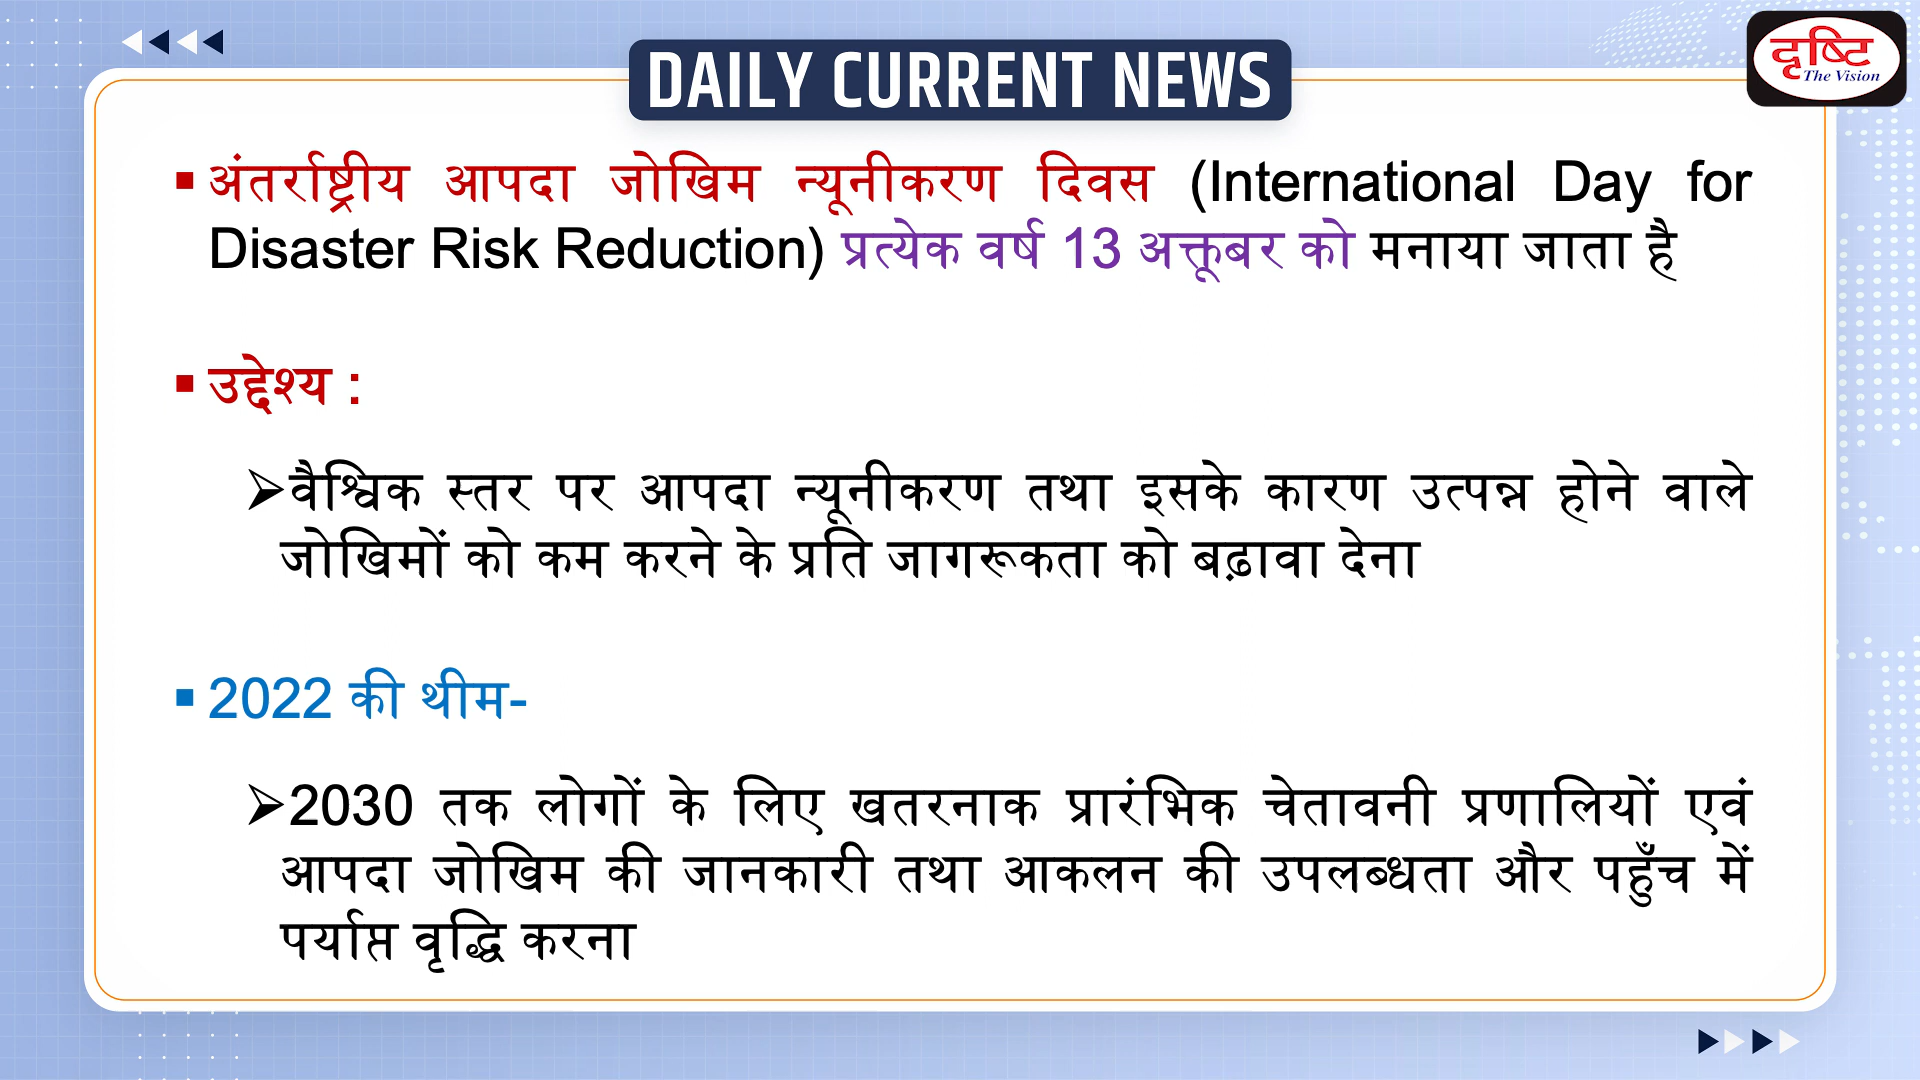 दृष्टि
The Vision
DAILY CURRENT NEWS
▪ अंतर्राष्ट्रीय आपदा जोखिम न्यूनीकरण दिवस (International Day for
Disaster Risk Reduction) प्रत्येक वर्ष 13 अक्तूबर को मनाया जाता है
▪ उद्देश्य :
➢वैश्विक स्तर पर आपदा न्यूनीकरण तथा इसके कारण उत्पन्न होने वाले
जोखिमों को कम करने के प्रति जागरूकता को बढ़ावा देना
▪ 2022 की थीम-
➢2030 तक लोगों के लिए खतरनाक प्रारंभिक चेतावनी प्रणालियों एवं
आपदा जोखिम की जानकारी तथा आकलन की उपलब्धता और पहुँच में
पर्याप्त वृद्धि करना